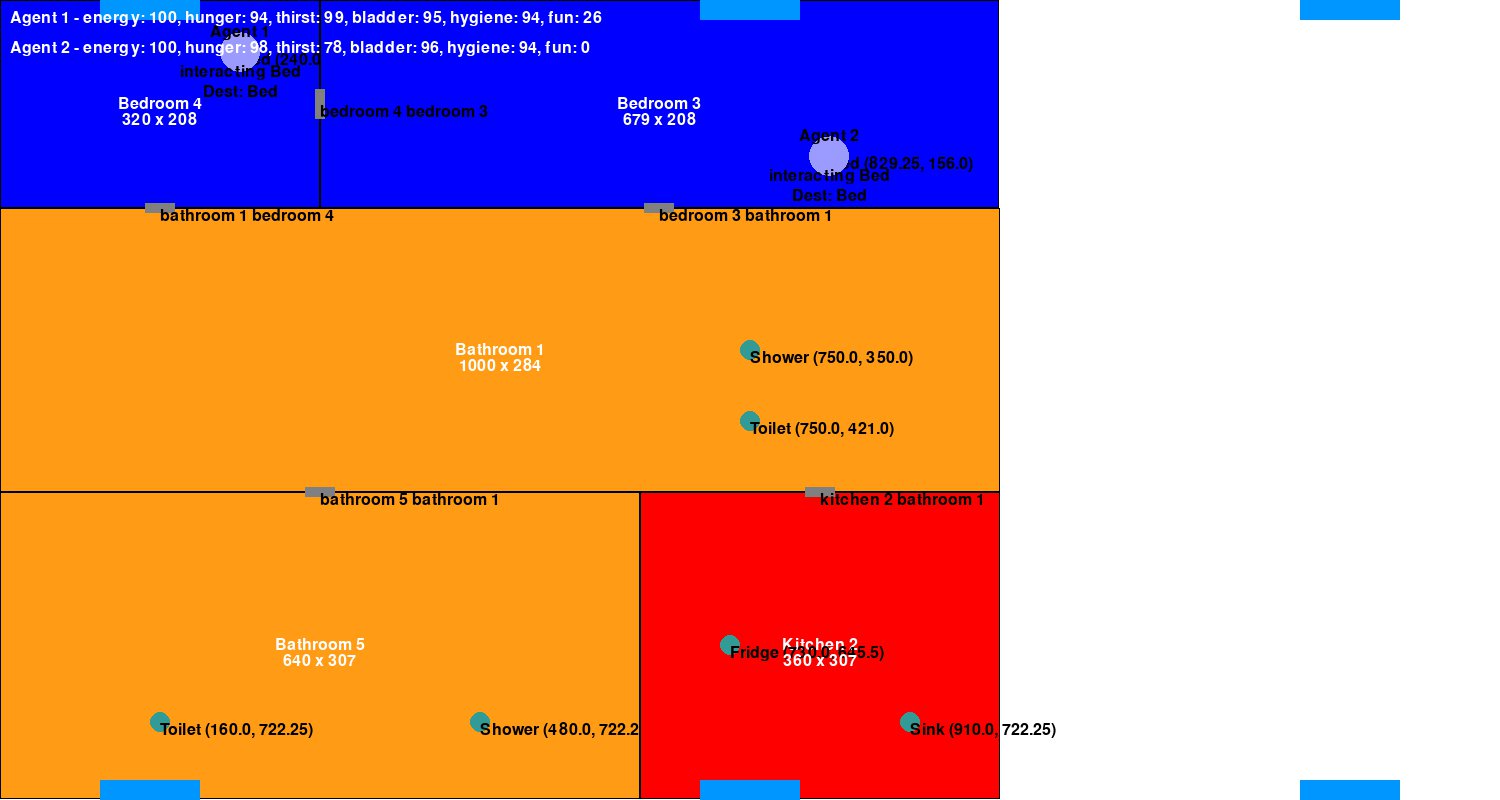 Agent 1 - energy: 100, hunger: 94, thirst: 99, bladder: 95, hygiene: 94, fun: 26
Agent 1
Agent 2 - energy: 100, hunger: 98, thirst: 78, bladder: 96, hygiene: 94, fun: 0
(240.0
interacting Bed
Dest: Bed
Bedroom 4
320 x 208
bedroom 4 bedroom 3
Bedroom 3
679 x 208
Agent 2
(829.25, 156.0)
interacting Bed
Dest: Bed
bathroom 1 bedroom 4
bedroom 3 bathroom 1
Bathroom 1
1000 x 284
Shower (750.0, 350.0)
Toilet (750.0, 421.0)
bathroom 5 bathroom 1
kitchen 2 bathroom 1
Bathroom 5
640 x 307
Kitchen 2
360 x 307
Fridge (730.0, 645.5)
Toilet (160.0, 722.25)
Shower (480.0, 722.2
Sink (910.0, 722.25)